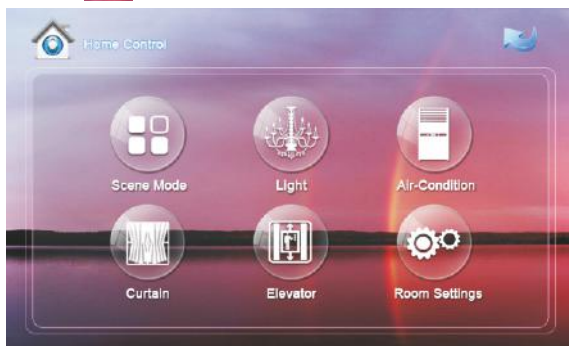 Home Control
Scene Mode
Light
Air-Condition
Curtain
Elevator
Room Settings